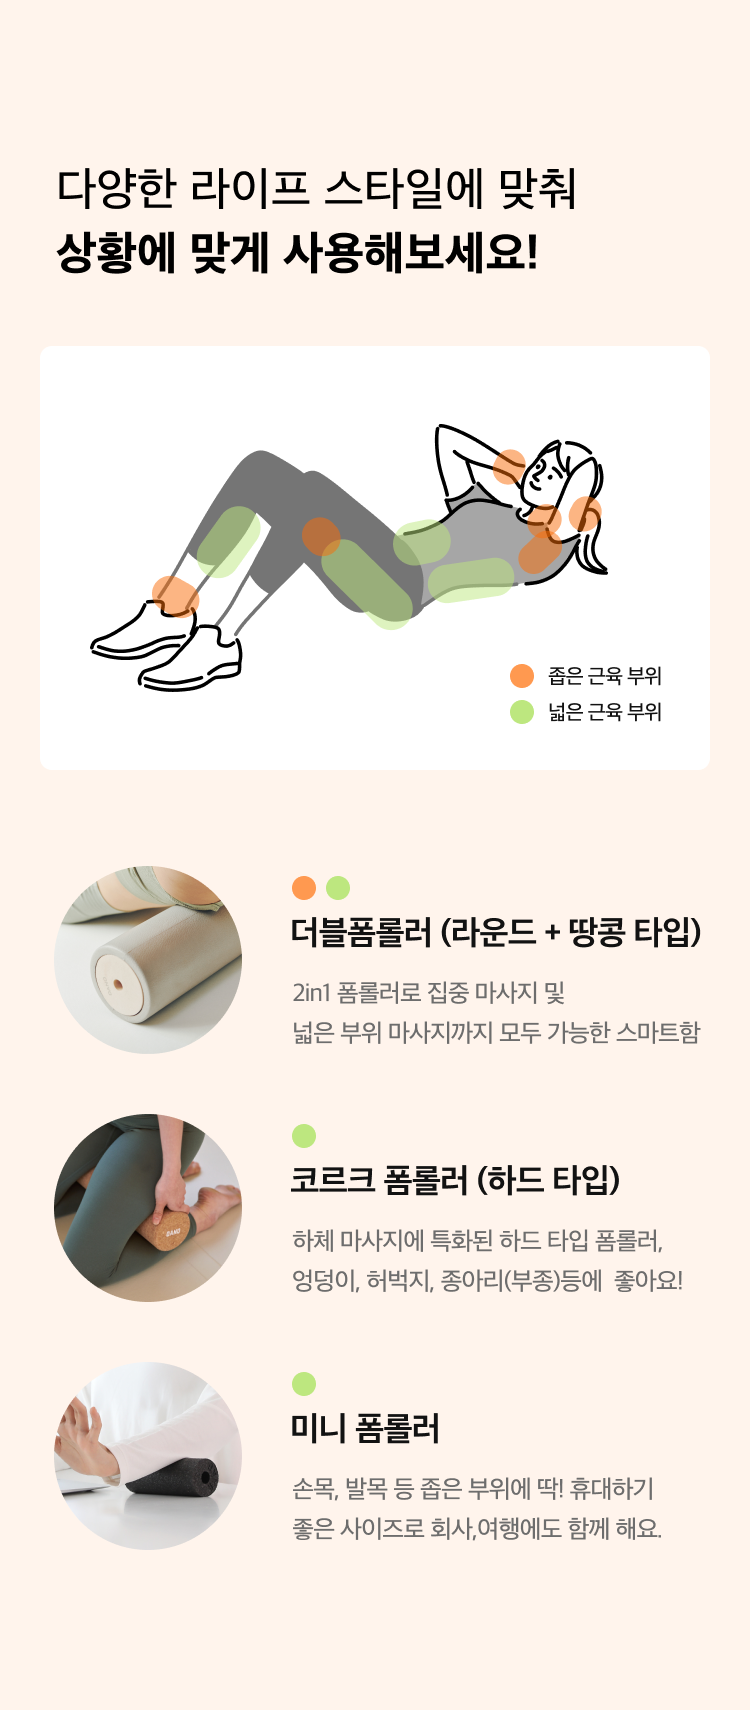 다양한 라이프 스타일에 맞춰
상황에 맞게 사용해보세요!
좁은 근육 부위
넓은 근육 부위
더블폼롤러 (라운드 + 땅콩 타입)
2in1 폼롤러로 집중 마사지 및
넓은 부위 마사지까지 모두 가능한 스마트함
코르크 폼롤러 (하드 타입)
하체 마사지에 특화된 하드 타입 폼롤러,
엉덩이, 허벅지, 종아리(부종)등에 좋아요!
미니 폼롤러
손목, 발목 등 좁은 부위에 딱! 휴대하기
좋은 사이즈로 회사,여행에도 함께 해요.